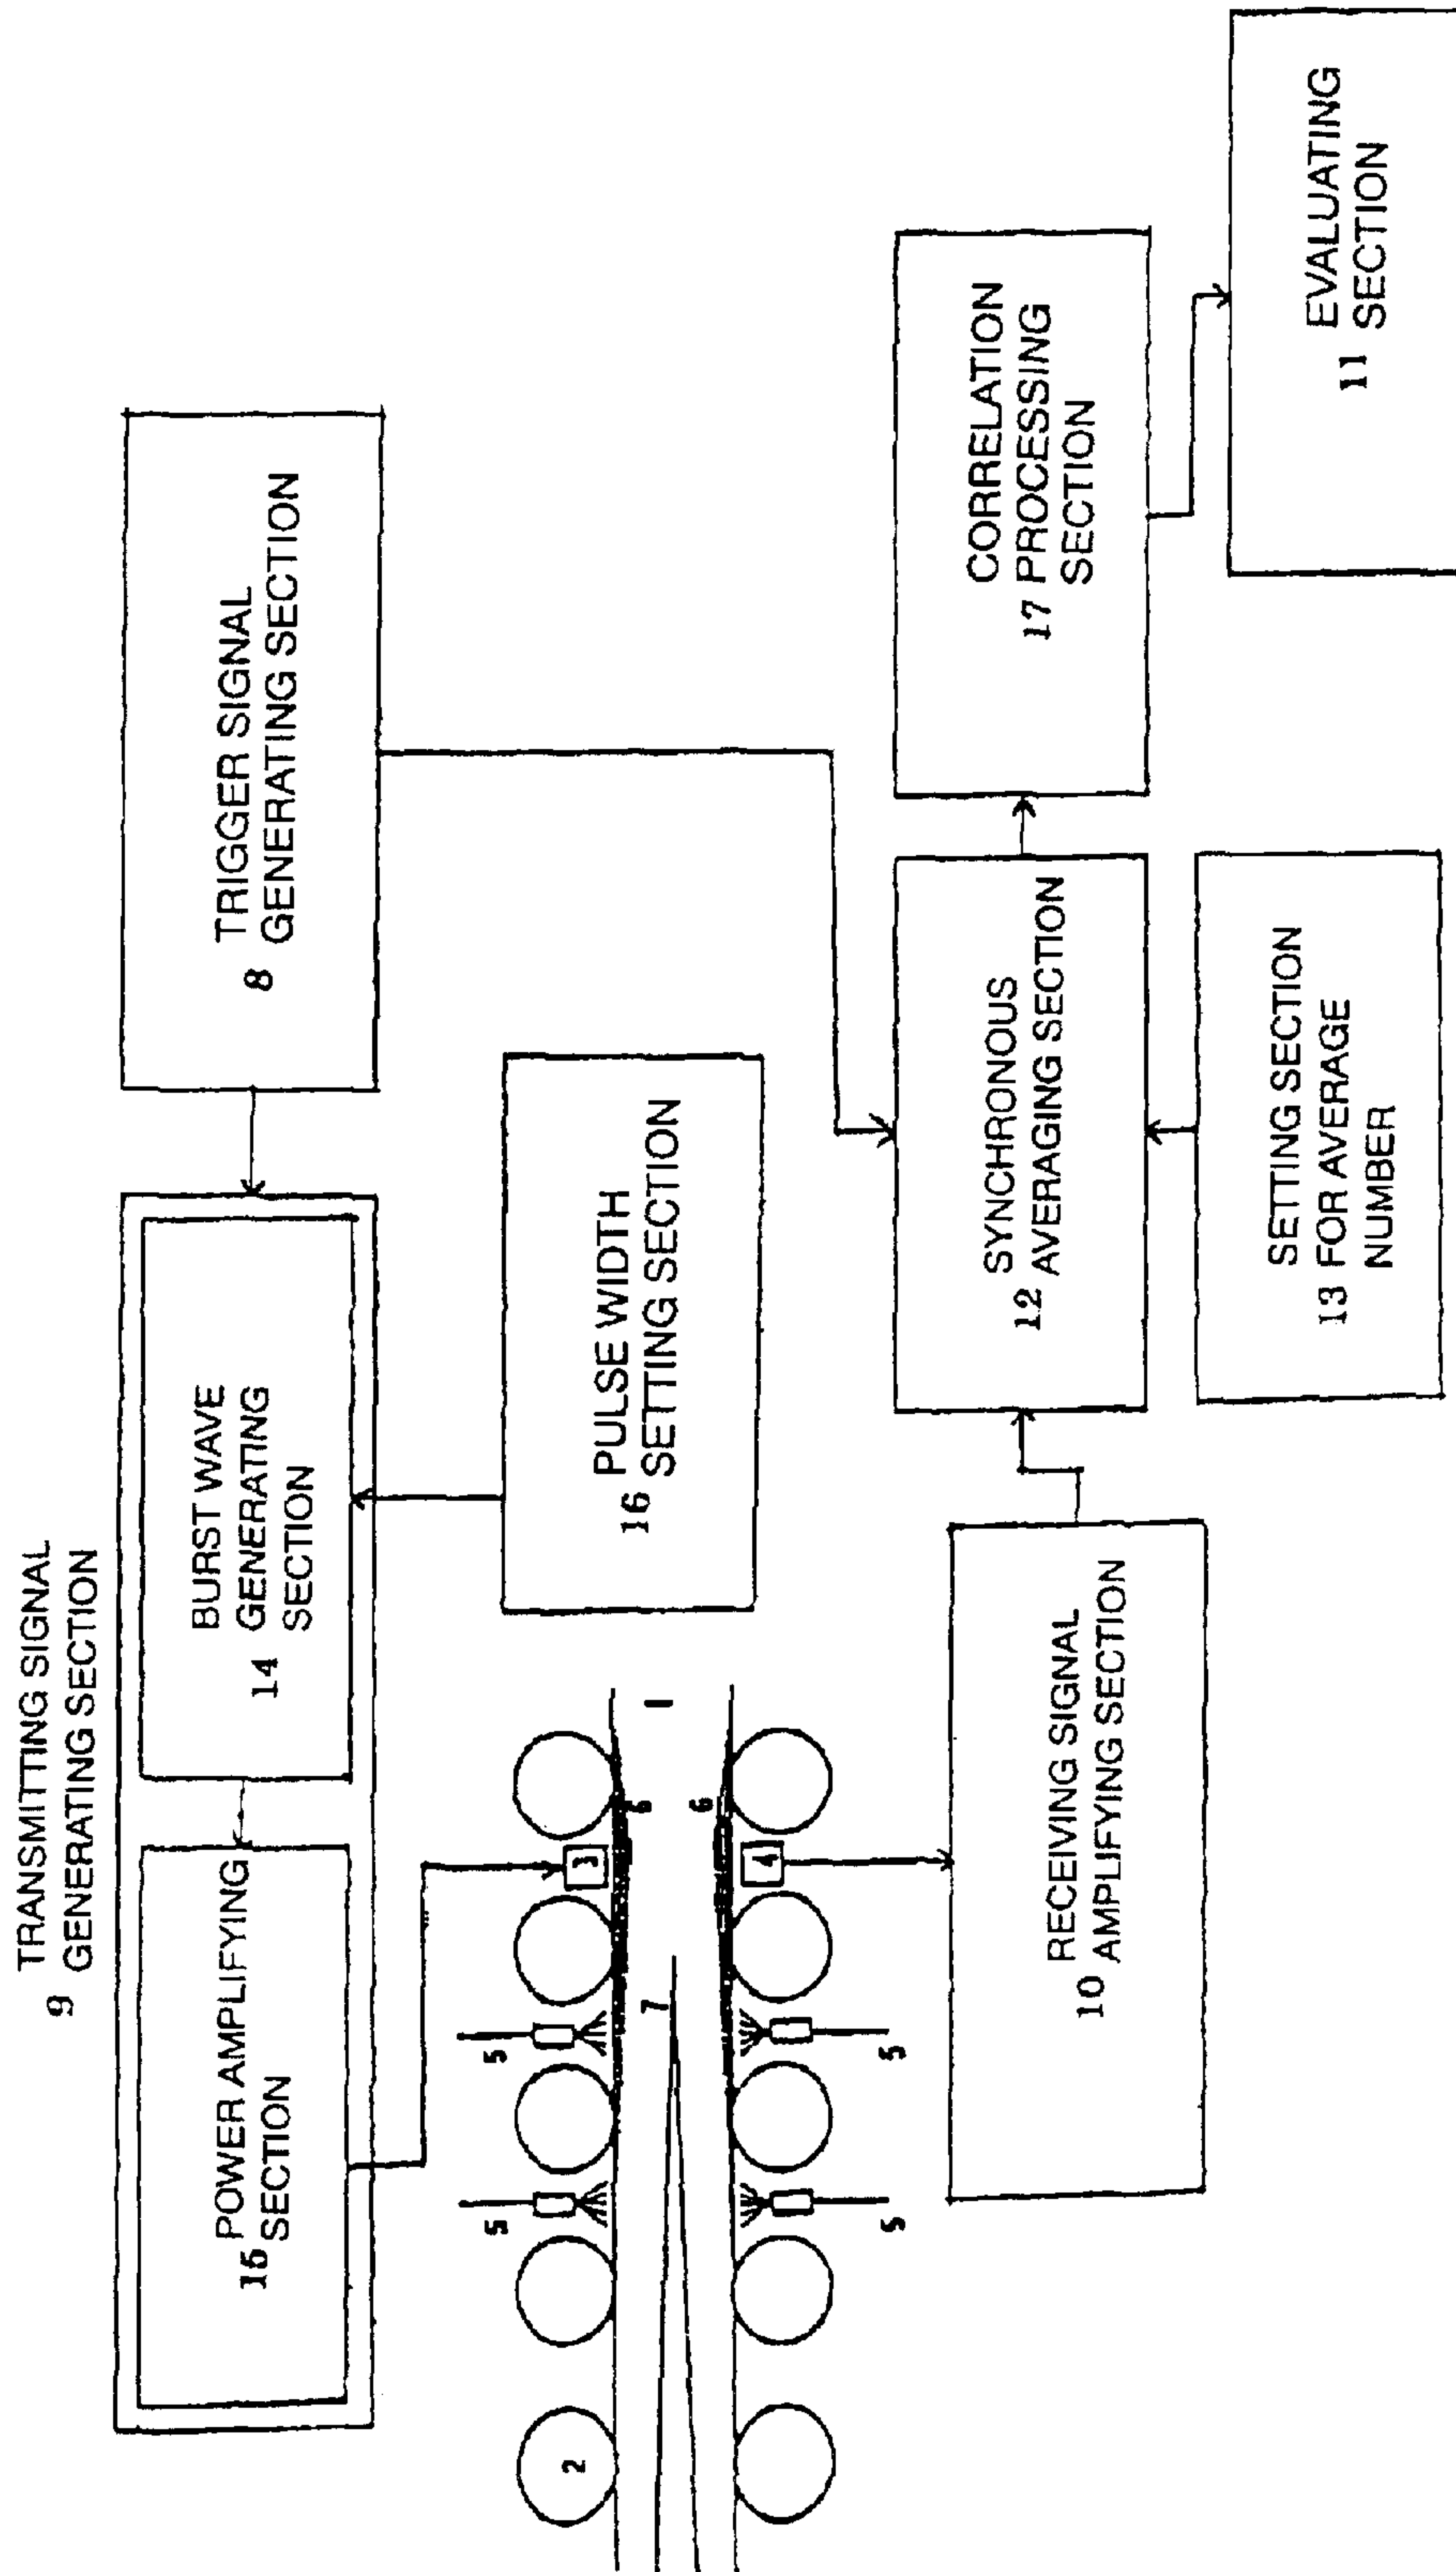 TRANSMITTING SIGNAL
9
GENERATING SECTION
POWER AMPLIFYING
15
SECTION
BURST WAVE
GENERATING
14
SECTION
TRIGGER SIGNAL
8
GENERATING SECTION
PULSE WIDTH
16
SETTING SECTION
2
5
5
3
6
7
1
6
4
5
5
RECEIVING SIGNAL
10
AMPLIFYING SECTION
SYNCHRONOUS
12
AVERAGING SECTION
SETTING SECTION
13 FOR AVERAGE
NUMBER
CORRELATION
17 PROCESSING
SECTION
EVALUATING
11
SECTION